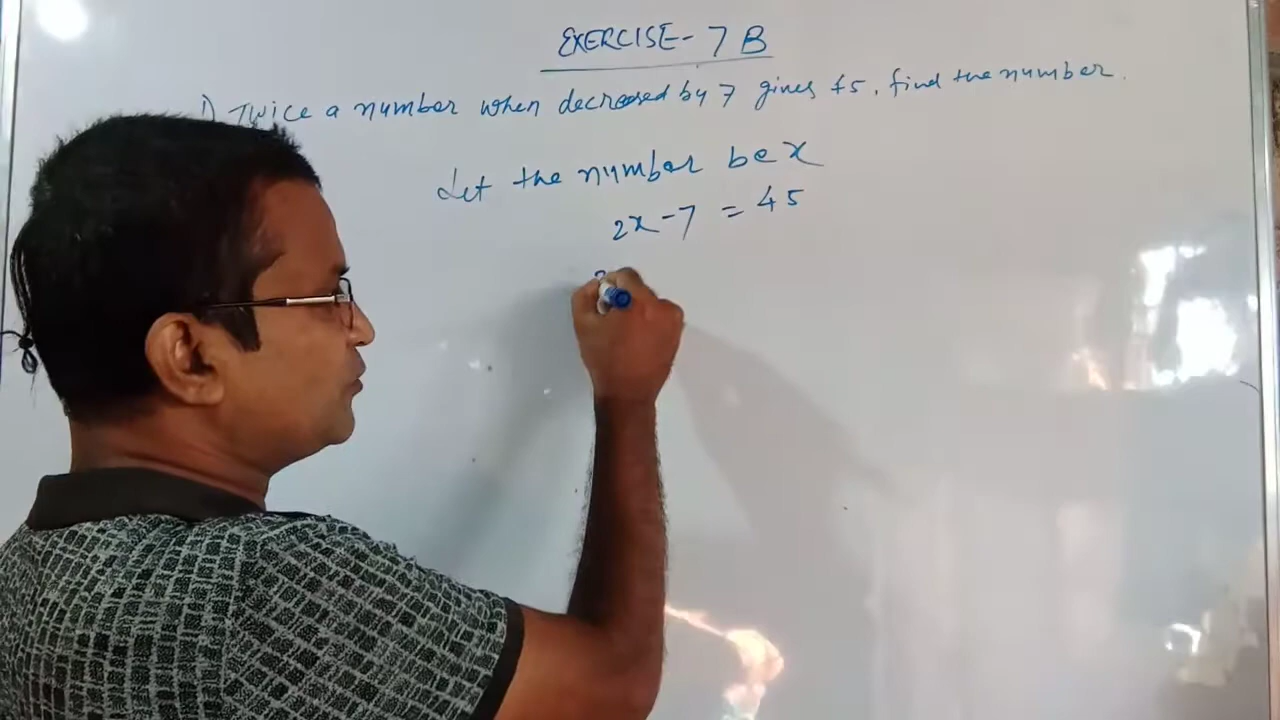 EXERCISE- 7 B
1) Twice a number when decreased by 7 gives 45. find the number.
Let the number be x
2x - 7 = 45